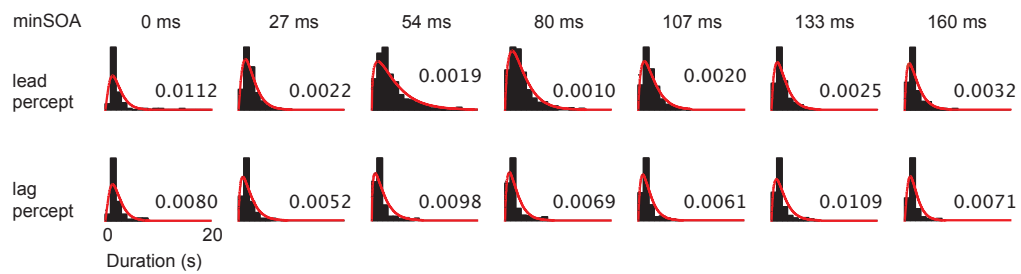 minSOA 0 ms 27 ms 54 ms 80 ms 107 ms 133 ms 160 ms
lead percept 0.0112 0.0022 0.0019 0.0010 0.0020 0.0025 0.0032
lag percept 0.0080 0.0052 0.0098 0.0069 0.0061 0.0109 0.0071
0 20
Duration (s)